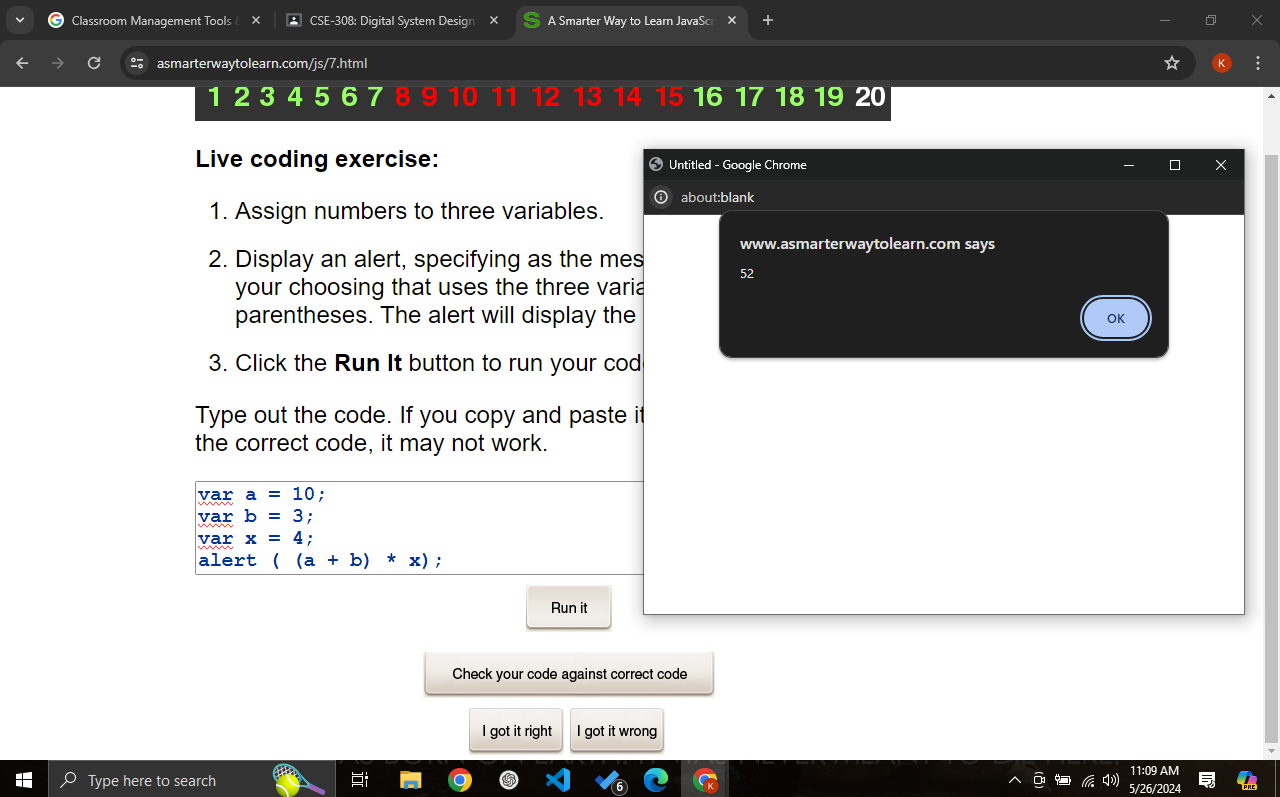 Classroom Management Tools &
CSE-308: Digital System Design
A Smarter Way to Learn JavaScr
asmarterwaytolearn.com/js/7.html
K
1 2 3 4 5 6 7 8 9 10 11 12 13 14 15 16 17 18 19 20
Live coding exercise:
1. Assign numbers to three variables.
2. Display an alert, specifying as the mes
your choosing that uses the three varia
parentheses. The alert will display the
3. Click the Run It button to run your cod
Type out the code. If you copy and paste it
the correct code, it may not work.
var a = 10;
var b = 3;
var x = 4;
alert ( (a + b) * x);
Run it
Check your code against correct code
I got it right
I got it wrong
Untitled - Google Chrome
about:blank
www.asmarterwaytolearn.com says
52
OK
Type here to search
6
K
11:09 AM
5/26/2024
PRE